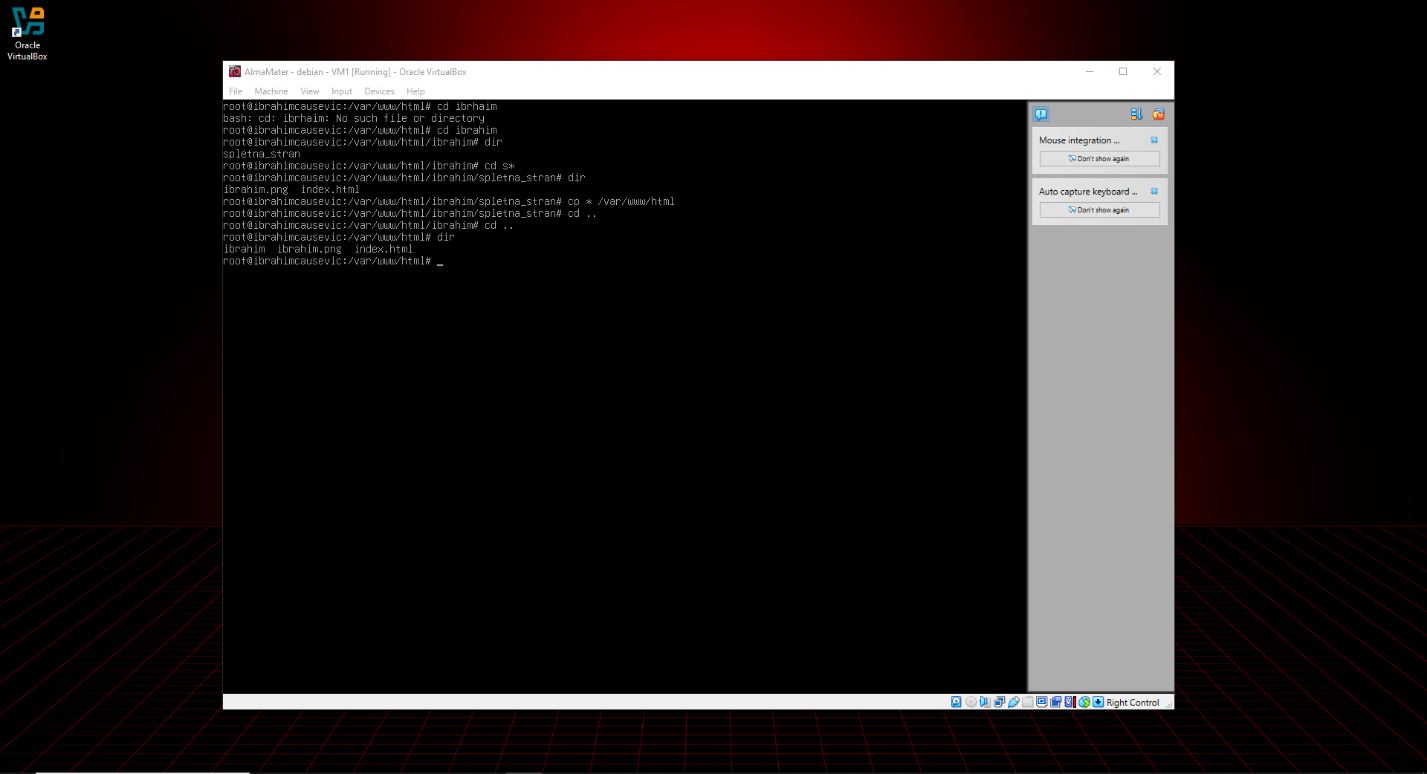 Oracle
VirtualBox
AlmaMater - debian - VM1 [Running] - Oracle VirtualBox
File Machine View Input Devices Help
root@ibrahimcausevic:/var/www/html# cd ibrhaim
bash: cd: ibrhaim: No such file or directory
root@ibrahimcausevic:/var/www/html# cd ibrahim
root@ibrahimcausevic:/var/www/html/ibrahim# dir
spletna_stran
root@ibrahimcausevic:/var/www/html/ibrahim# cd s*
root@ibrahimcausevic:/var/www/html/ibrahim/spletna_stran# dir
ibrahim.png  index.html
root@ibrahimcausevic:/var/www/html/ibrahim/spletna_stran# cp * /var/www/html
root@ibrahimcausevic:/var/www/html/ibrahim/spletna_stran# cd ..
root@ibrahimcausevic:/var/www/html/ibrahim# cd ..
root@ibrahimcausevic:/var/www/html# dir
ibrahim  ibrahim.png  index.html
root@ibrahimcausevic:/var/www/html# _
Mouse integration ...
Don't show again
Auto capture keyboard ...
Don't show again
Right Control